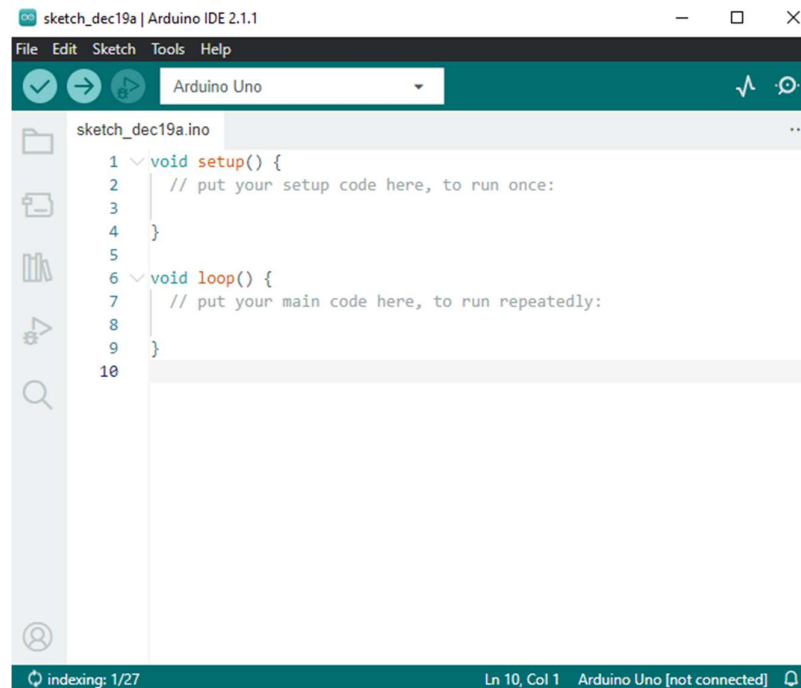 sketch_dec19a | Arduino IDE 2.1.1
File Edit Sketch Tools Help
Arduino Uno
sketch_dec19a.ino
1 void setup() {
2 // put your setup code here, to run once:
3
4 }
5
6 void loop() {
7 // put your main code here, to run repeatedly:
8
9 }
10
indexing: 1/27 Ln 10, Col 1 Arduino Uno [not connected]